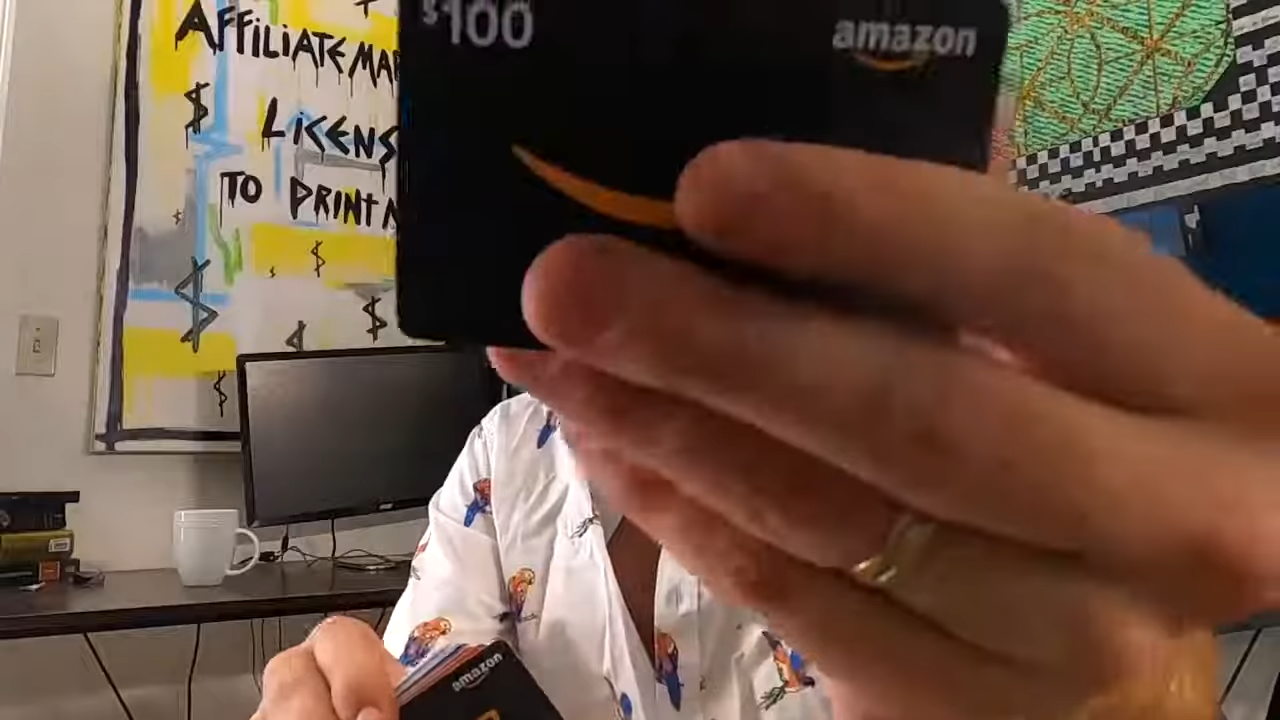 AFFiLiATE MA
LiCENS
TO PRINT
$100
amazon
amazon